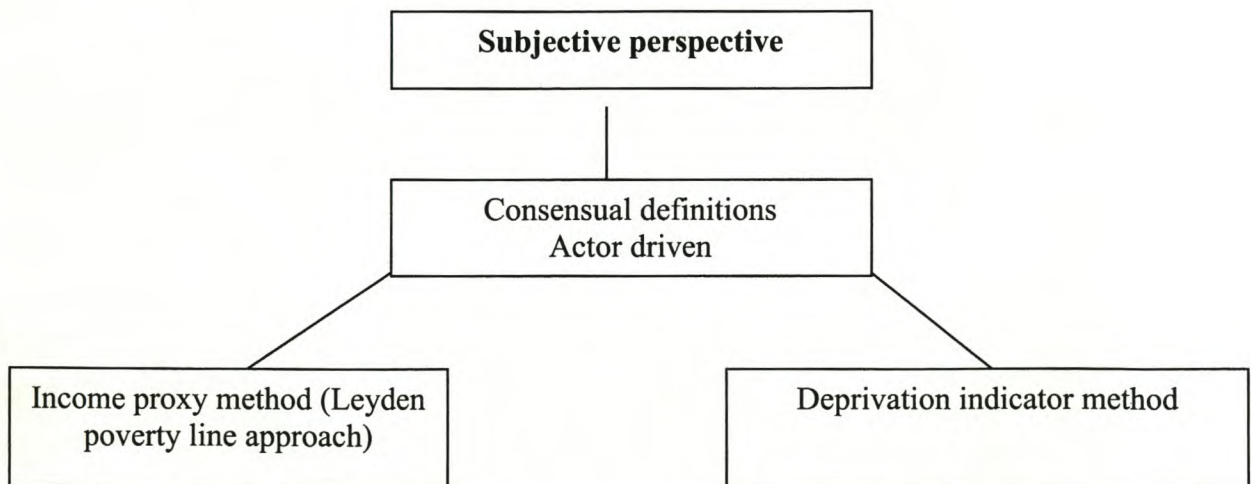 Subjective perspective
Consensual definitions
Actor driven
Income proxy method (Leyden
poverty line approach)
Deprivation indicator method